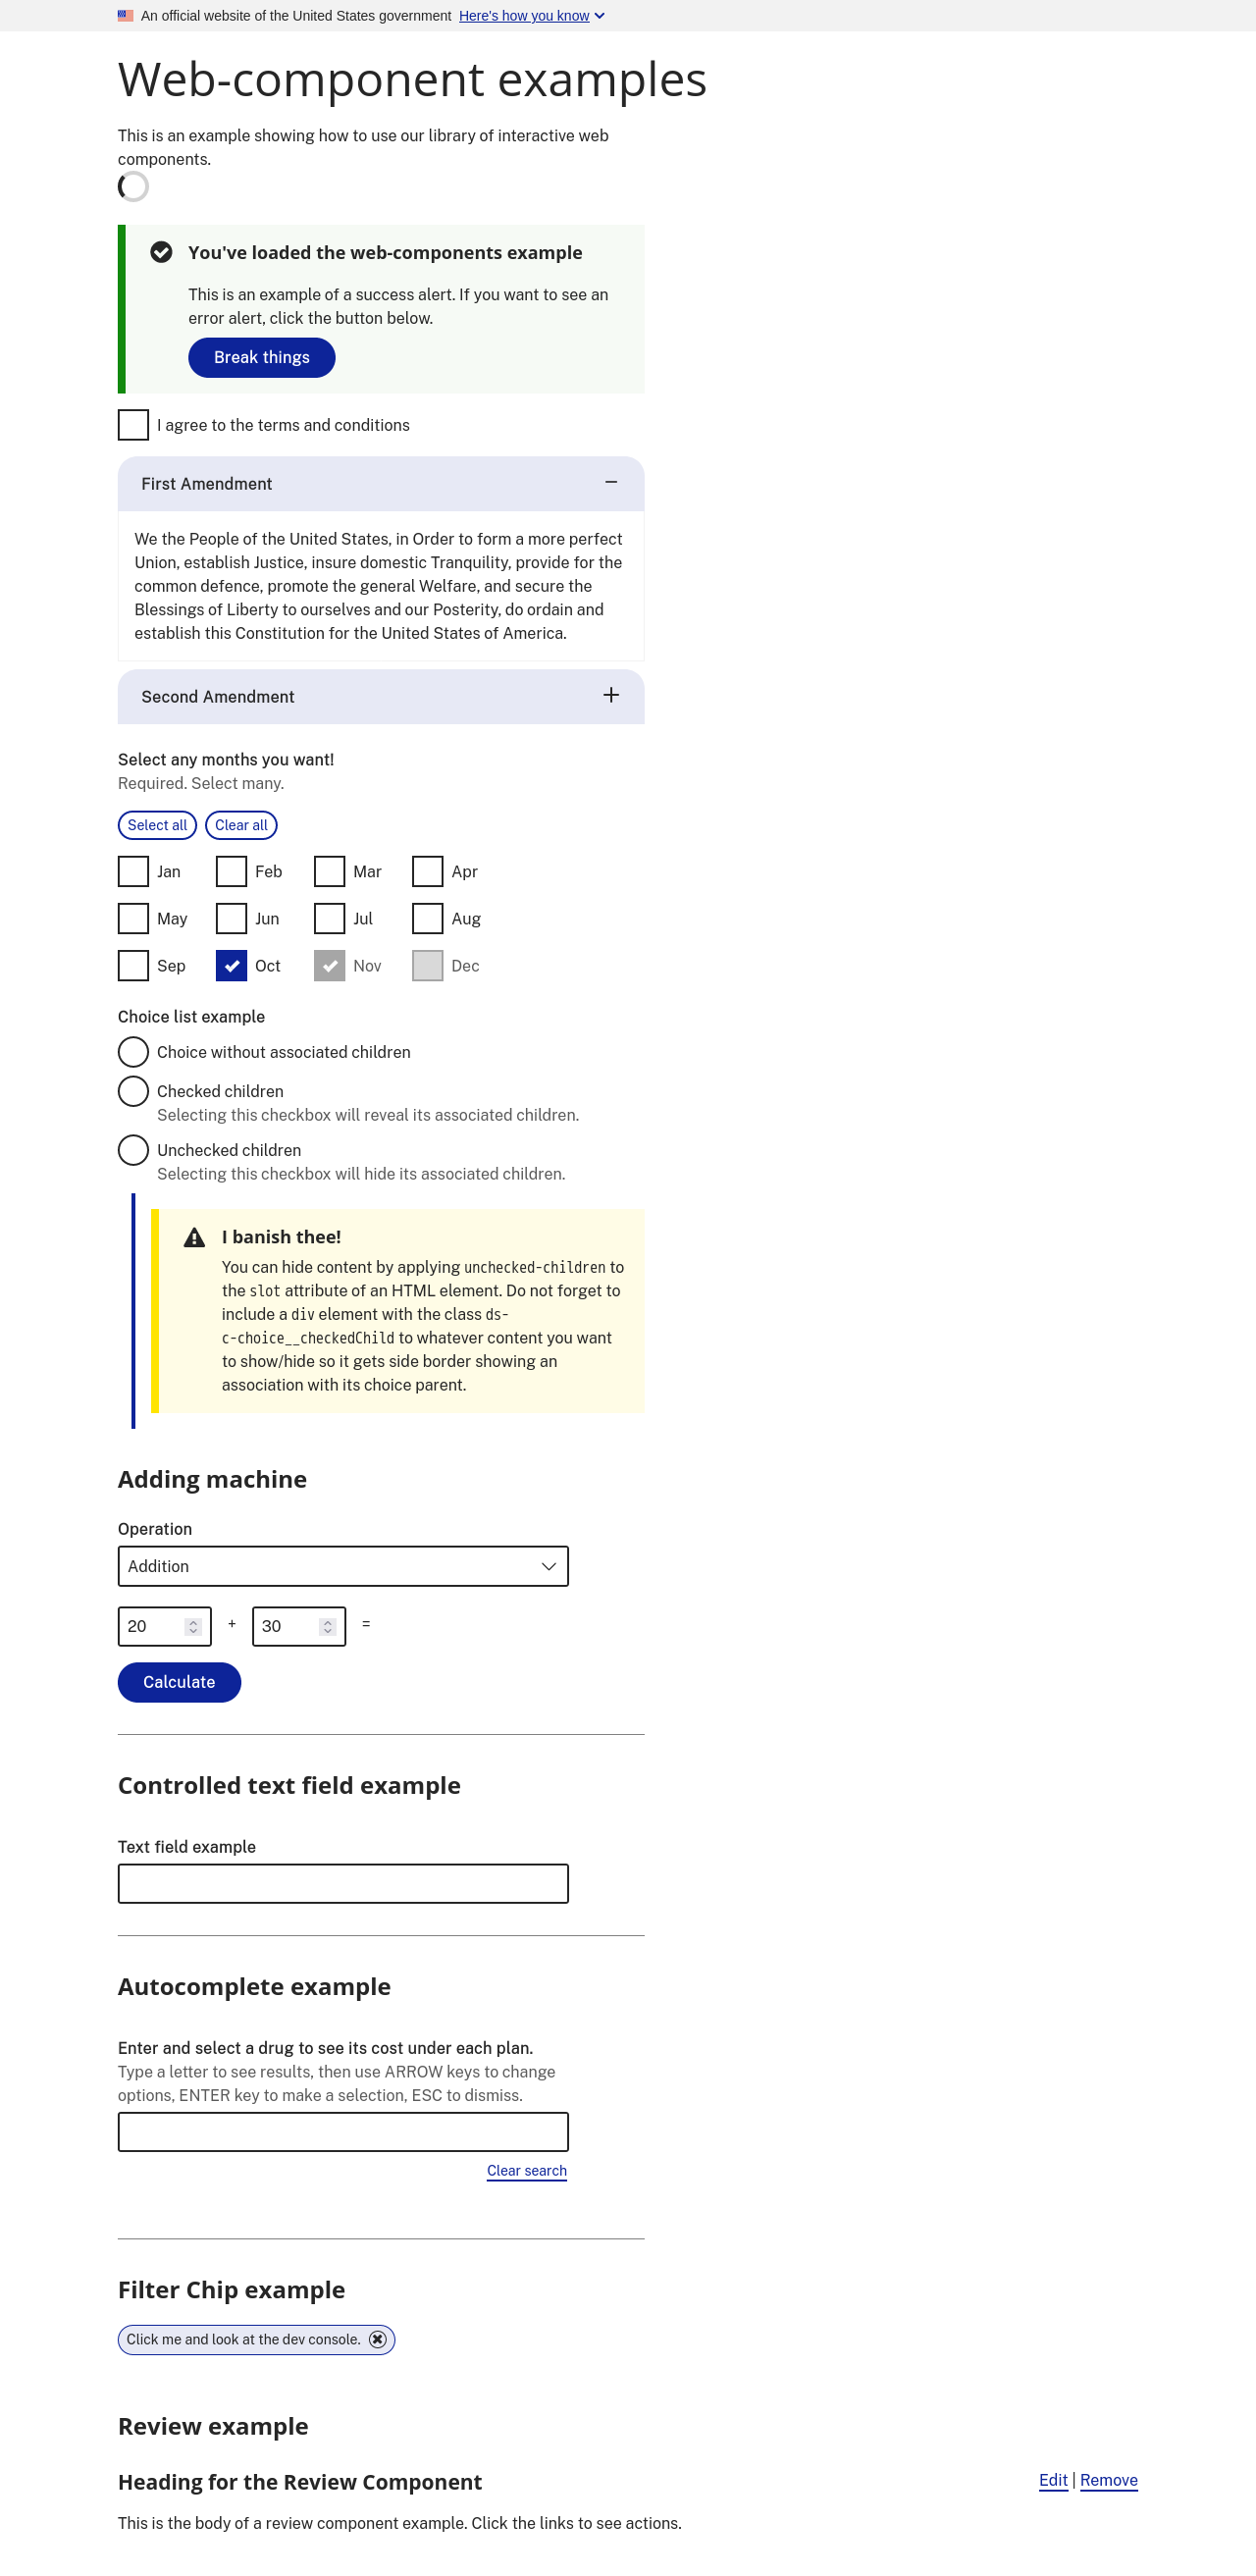 An official website of the United States government Here's how you know
Web-component examples
This is an example showing how to use our library of interactive web
components.
You've loaded the web-components example
This is an example of a success alert. If you want to see an
error alert, click the button below.
Break things
I agree to the terms and conditions
First Amendment
We the People of the United States, in Order to form a more perfect
Union, establish Justice, insure domestic Tranquility, provide for the
common defence, promote the general Welfare, and secure the
Blessings of Liberty to ourselves and our Posterity, do ordain and
establish this Constitution for the United States of America.
Second Amendment
Select any months you want!
Required. Select many.
Select all Clear all
Jan Feb Mar Apr
May Jun Jul Aug
Sep Oct Nov Dec
Choice list example
Choice without associated children
Checked children
Selecting this checkbox will reveal its associated children.
Unchecked children
Selecting this checkbox will hide its associated children.
I banish thee!
You can hide content by applying unchecked-children to
the slot attribute of an HTML element. Do not forget to
include a div element with the class ds-
c-choice__checkedChild to whatever content you want
to show/hide so it gets side border showing an
association with its choice parent.
Adding machine
Operation
Addition
20 + 30 =
Calculate
Controlled text field example
Text field example
Autocomplete example
Enter and select a drug to see its cost under each plan.
Type a letter to see results, then use ARROW keys to change
options, ENTER key to make a selection, ESC to dismiss.
Clear search
Filter Chip example
Click me and look at the dev console.
Review example
Heading for the Review Component Edit | Remove
This is the body of a review component example. Click the links to see actions.